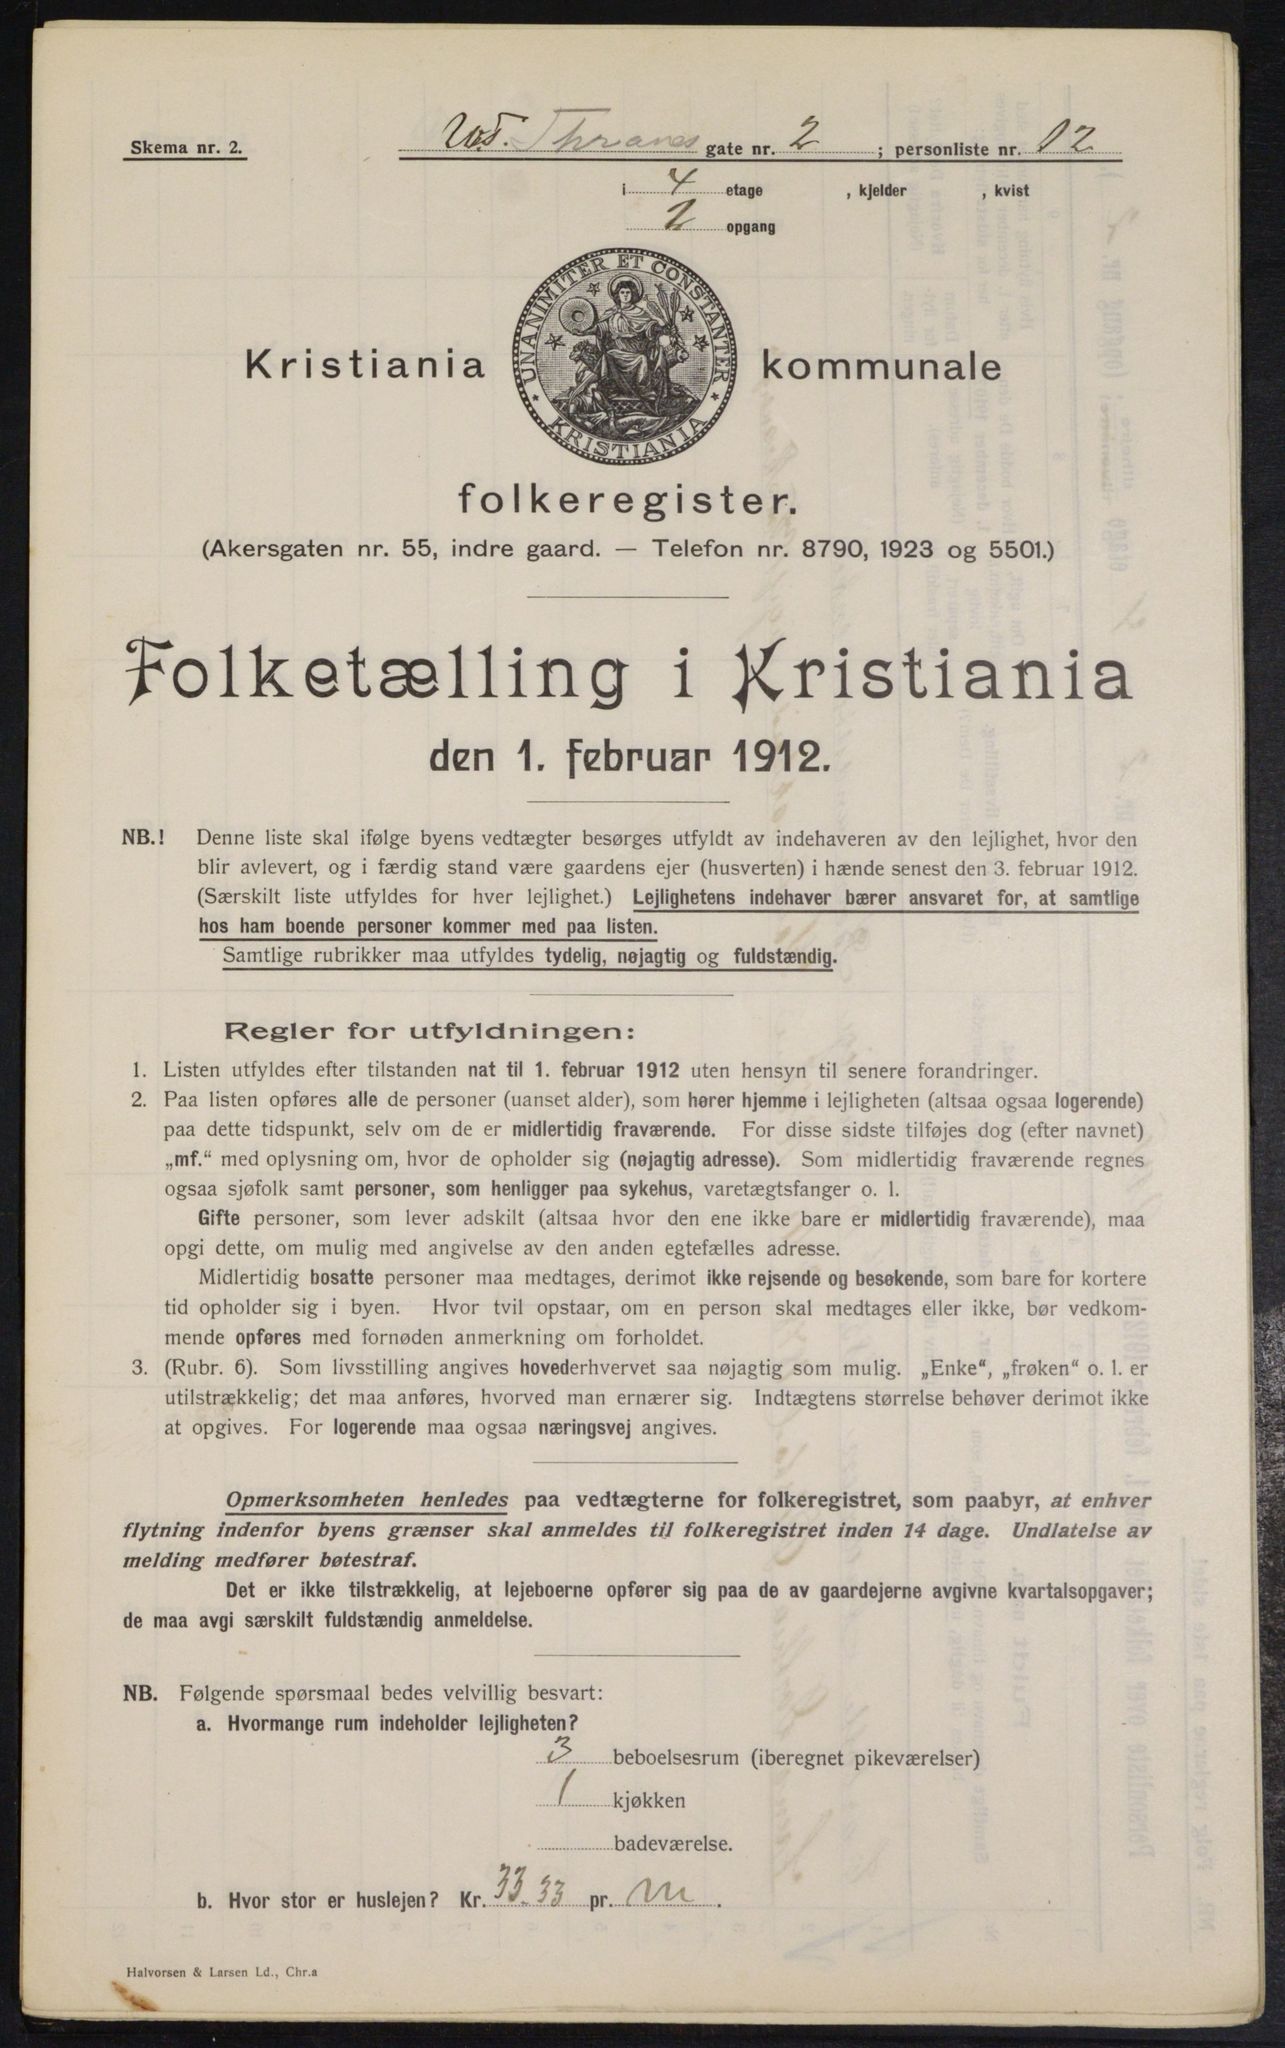 Skema nr. 2.
Thranes gate nr. 2 ; personliste nr. 12
i 4 etage , kjelder , kvist
2 opgang
UNANIMITER ET CONSTANTER
KRISTIANIA
Kristiania kommunale
folkeregister.
(Akersgaten nr. 55, indre gaard. — Telefon nr. 8790, 1923 og 5501.)
Folketælling i Kristiania
den 1. februar 1912.
NB.! Denne liste skal ifølge byens vedtægter besørges utfyldt av indehaveren av den lejlighet, hvor den
blir avlevert, og i færdig stand være gaardens ejer (husverten) i hænde senest den 3. februar 1912.
(Særskilt liste utfyldes for hver lejlighet.) Lejlighetens indehaver bærer ansvaret for, at samtlige
hos ham boende personer kommer med paa listen.
Samtlige rubrikker maa utfyldes tydelig, nøjagtig og fuldstændig.
Regler for utfyldningen:
1. Listen utfyldes efter tilstanden nat til 1. februar 1912 uten hensyn til senere forandringer.
2. Paa listen opføres alle de personer (uanset alder), som hører hjemme i lejligheten (altsaa ogsaa logerende)
paa dette tidspunkt, selv om de er midlertidig fraværende. For disse sidste tilføjes dog (efter navnet)
„mf.“ med oplysning om, hvor de opholder sig (nøjagtig adresse). Som midlertidig fraværende regnes
ogsaa sjøfolk samt personer, som henligger paa sykehus, varetægtsfanger o. l.
Gifte personer, som lever adskilt (altsaa hvor den ene ikke bare er midlertidig fraværende), maa
opgi dette, om mulig med angivelse av den anden egtefælles adresse.
Midlertidig bosatte personer maa medtages, derimot ikke rejsende og besøkende, som bare for kortere
tid opholder sig i byen. Hvor tvil opstaar, om en person skal medtages eller ikke, bør vedkom-
mende opføres med fornøden anmerkning om forholdet.
3. (Rubr. 6). Som livsstilling angives hovederhvervet saa nøjagtig som mulig. „Enke“, „frøken“ o. l. er
utilstrækkelig; det maa anføres, hvorved man ernærer sig. Indtægtens størrelse behøver derimot ikke
at opgives. For logerende maa ogsaa næringsvej angives.
Opmerksomheten henledes paa vedtægterne for folkeregistret, som paabyr, at enhver
flytning indenfor byens grænser skal anmeldes til folkeregistret inden 14 dage. Undlatelse av
melding medfører bøtestraf.
Det er ikke tilstrækkelig, at lejeboerne opfører sig paa de av gaardejerne avgivne kvartalsopgaver;
de maa avgi særskilt fuldstændig anmeldelse.
NB. Følgende spørsmaal bedes velvillig besvart:
a. Hvormange rum indeholder lejligheten?
3 beboelsesrum (iberegnet pikeværelser)
1 kjøkken
badeværelse.
b. Hvor stor er huslejen? Kr. 33.33 pr. m.
Halvorsen & Larsen Ld., Chr.a